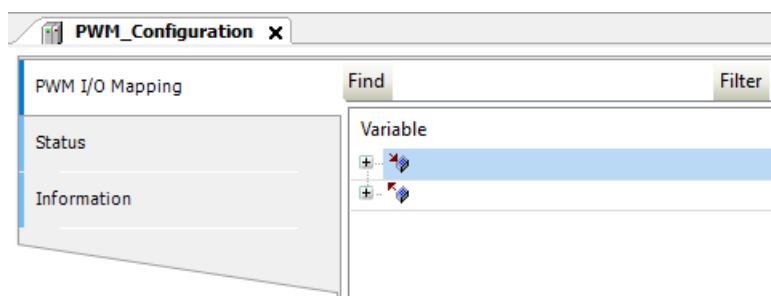 PWM_Configuration
PWM I/O Mapping
Find
Filter
Variable
Status
Information